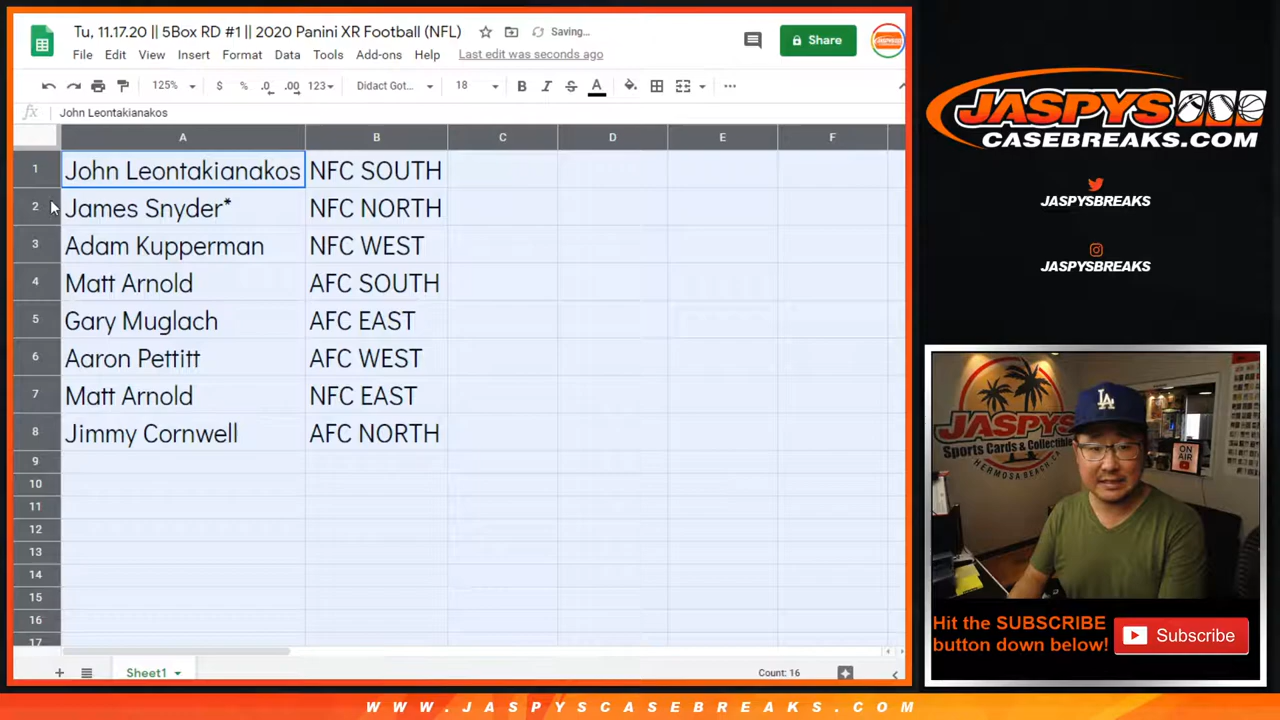 Tu, 11.17.20 || 5Box RD #1 || 2020 Panini XR Football (NFL)
Saving...
File Edit View Insert Format Data Tools Add-ons Help Last edit was seconds ago
Share
125% $ % .0 .00 123 Didact Got... 18 B I S A
fx John Leontakianakos
A B C D E F
1 John Leontakianakos NFC SOUTH
2 James Snyder* NFC NORTH
3 Adam Kupperman NFC WEST
4 Matt Arnold AFC SOUTH
5 Gary Muglach AFC EAST
6 Aaron Pettitt AFC WEST
7 Matt Arnold NFC EAST
8 Jimmy Cornwell AFC NORTH
9
10
11
12
13
14
15
16
17
Sheet1
Count: 16
JASPYS
CASEBREAKS.COM
JASPYSBREAKS
JASPYSBREAKS
JASPYS
Sports Cards & Collectibles
HERMOSA BEACH, CA
LA
ON
AIR
Hit the SUBSCRIBE
button down below!
Subscribe
WWW.JASPYSCASEBREAKS.COM